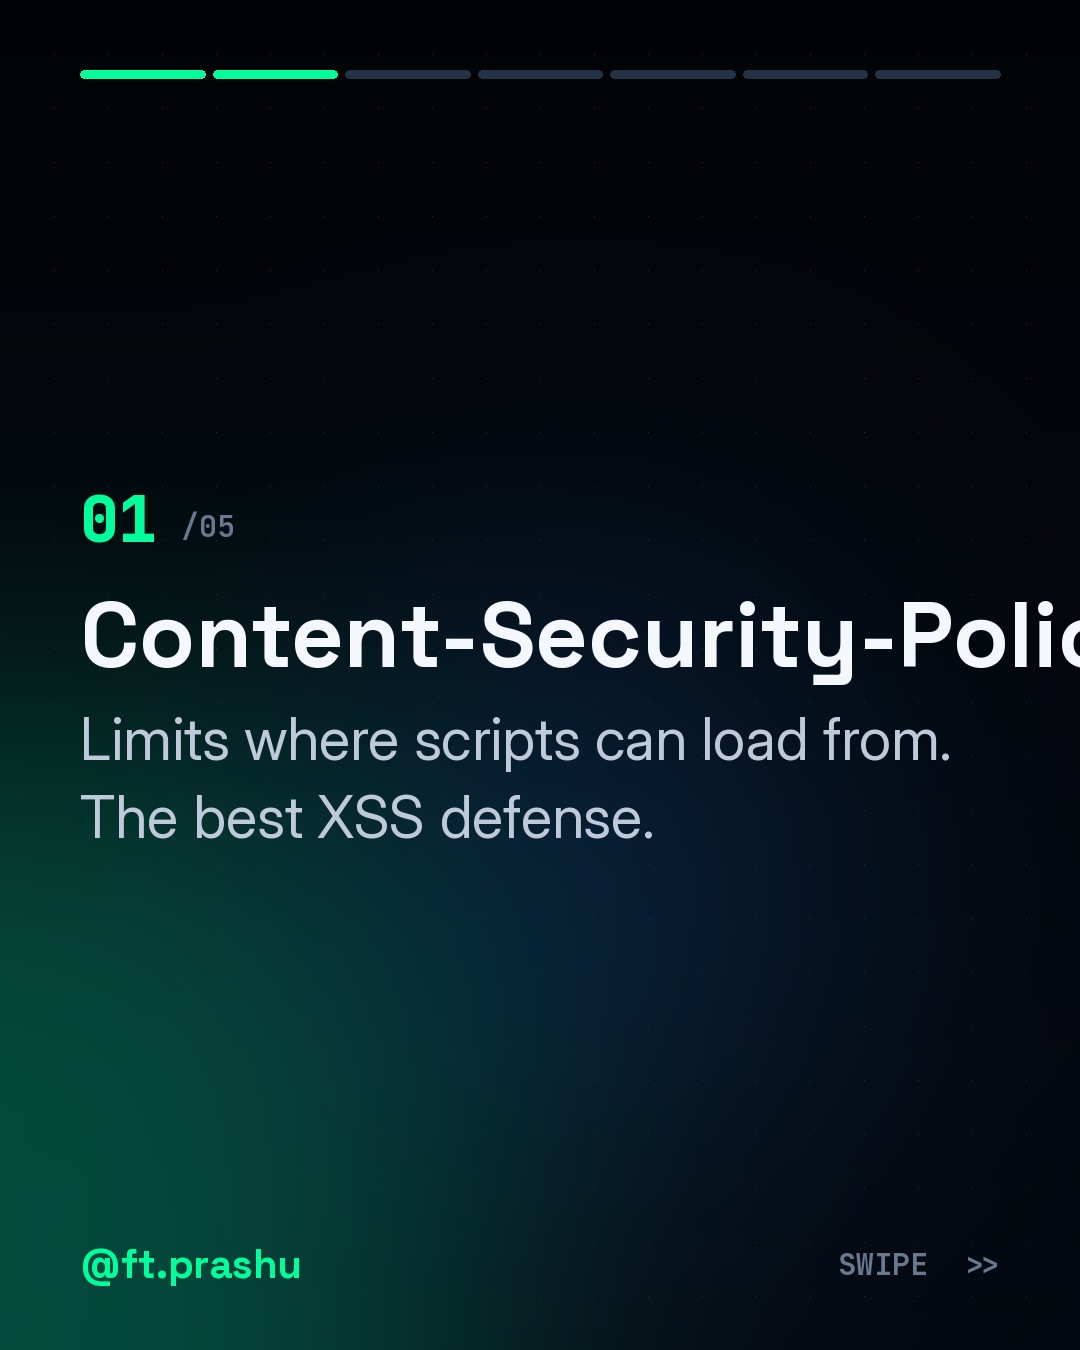 01 /05
Content-Security-Polic
Limits where scripts can load from.
The best XSS defense.
@ft.prashu
SWIPE >>